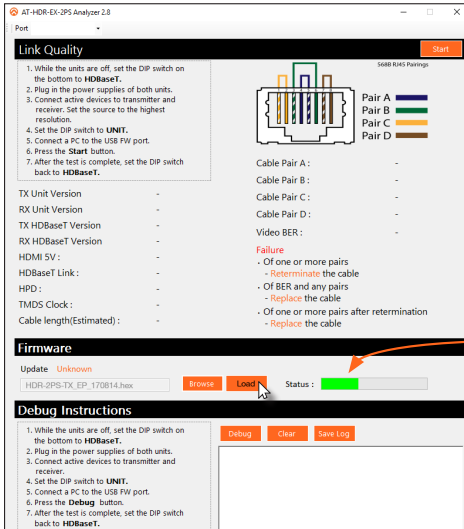 AT-HDR-EX-2PS Analyzer 2.8
Port
Link Quality
Start
1. While the units are off, set the DIP switch on
the bottom to HDBaseT.
2. Plug in the power supplies of both units.
3. Connect active devices to transmitter and
receiver. Set the source to the highest
resolution.
4. Set the DIP switch to UNIT.
5. Connect a PC to the USB FW port.
6. Press the Start button.
7. After the test is complete, set the DIP switch
back to HDBaseT.
568B RJ45 Pairings
Pair A
Pair B
Pair C
Pair D
TX Unit Version -
RX Unit Version -
TX HDBaseT Version -
RX HDBaseT Version -
HDMI 5V : -
HDBaseT Link : -
HPD : -
TMDS Clock : -
Cable length(Estimated) : -
Cable Pair A : -
Cable Pair B : -
Cable Pair C : -
Cable Pair D : -
Video BER : -
Failure
• Of one or more pairs
- Reterminate the cable
• Of BER and any pairs
- Replace the cable
• Of one or more pairs after retermination
- Replace the cable
Firmware
Update Unknown
HDR-2PS-TX_EP_170814.hex
Browse
Load
Status :
Debug Instructions
1. While the units are off, set the DIP switch on
the bottom to HDBaseT.
2. Plug in the power supplies of both units.
3. Connect active devices to transmitter and
receiver.
4. Set the DIP switch to UNIT.
5. Connect a PC to the USB FW port.
6. Press the Debug button.
7. After the test is complete, set the DIP switch
back to HDBaseT.
Debug
Clear
Save Log